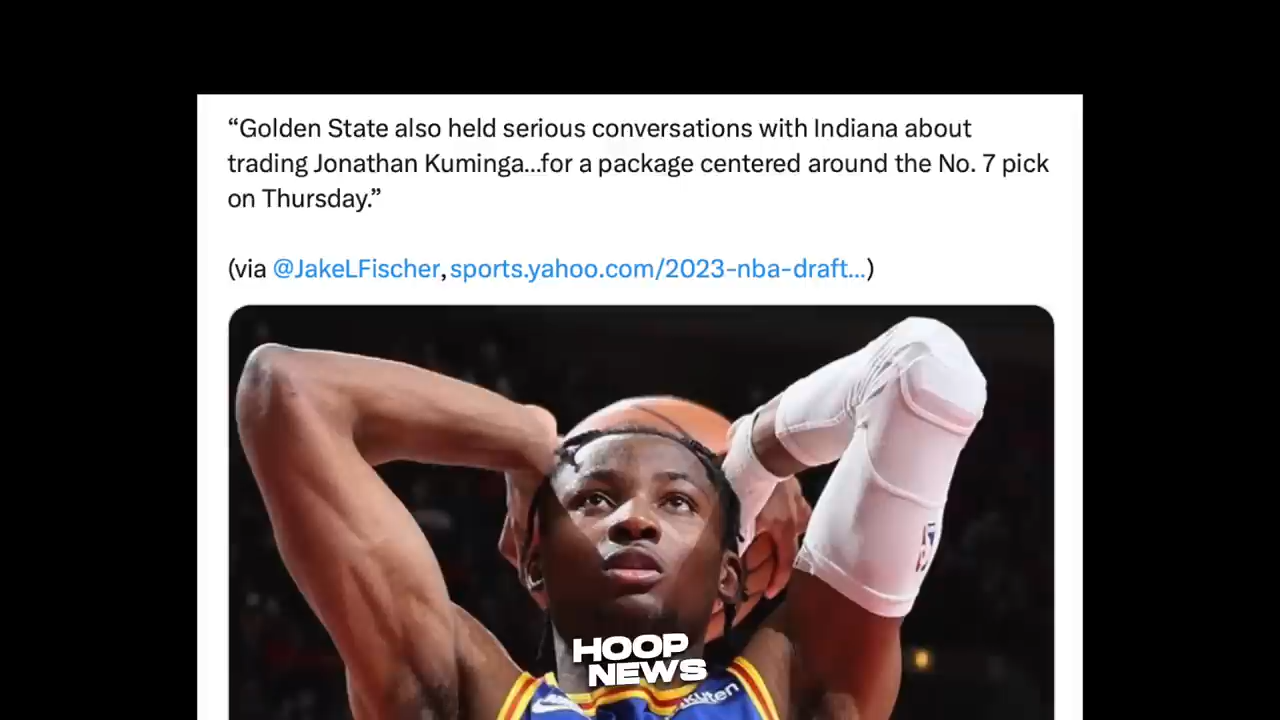 “Golden State also held serious conversations with Indiana about
trading Jonathan Kuminga...for a package centered around the No. 7 pick
on Thursday.”
(via @JakeLFischer, sports.yahoo.com/2023-nba-draft...)
HOOP
NEWS